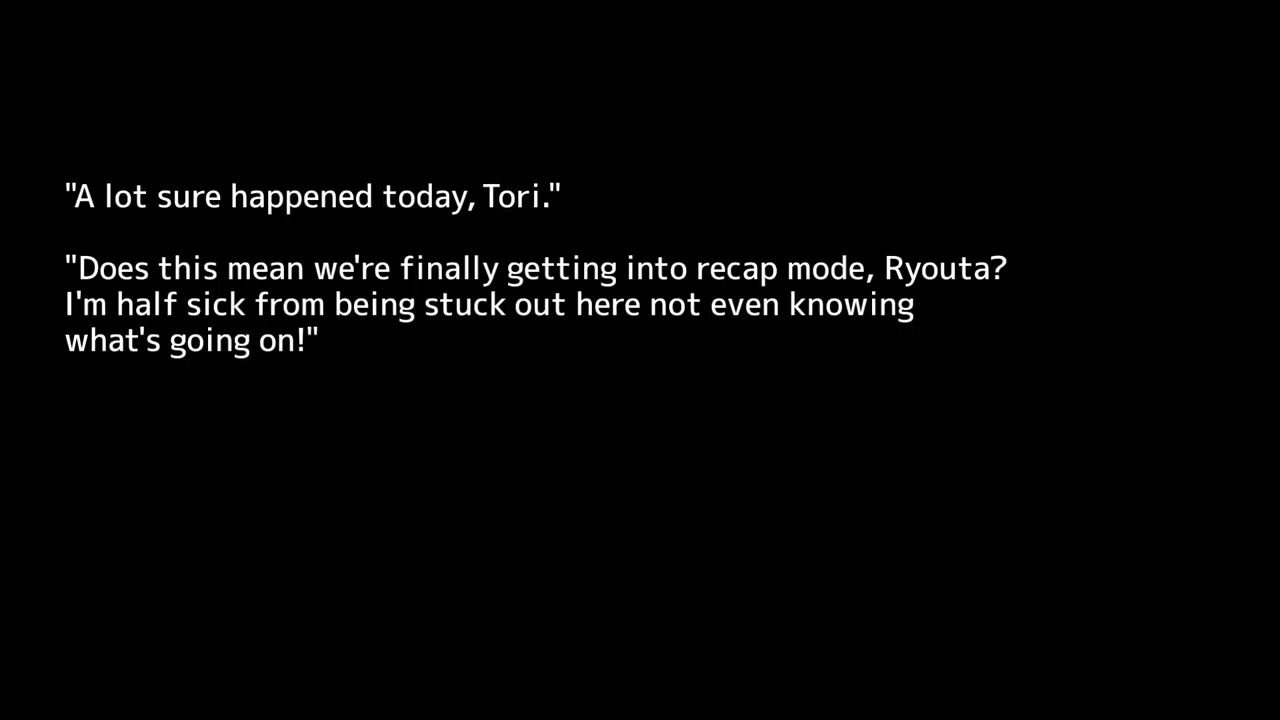 "A lot sure happened today, Tori."
"Does this mean we're finally getting into recap mode, Ryouta?
I'm half sick from being stuck out here not even knowing
what's going on!"